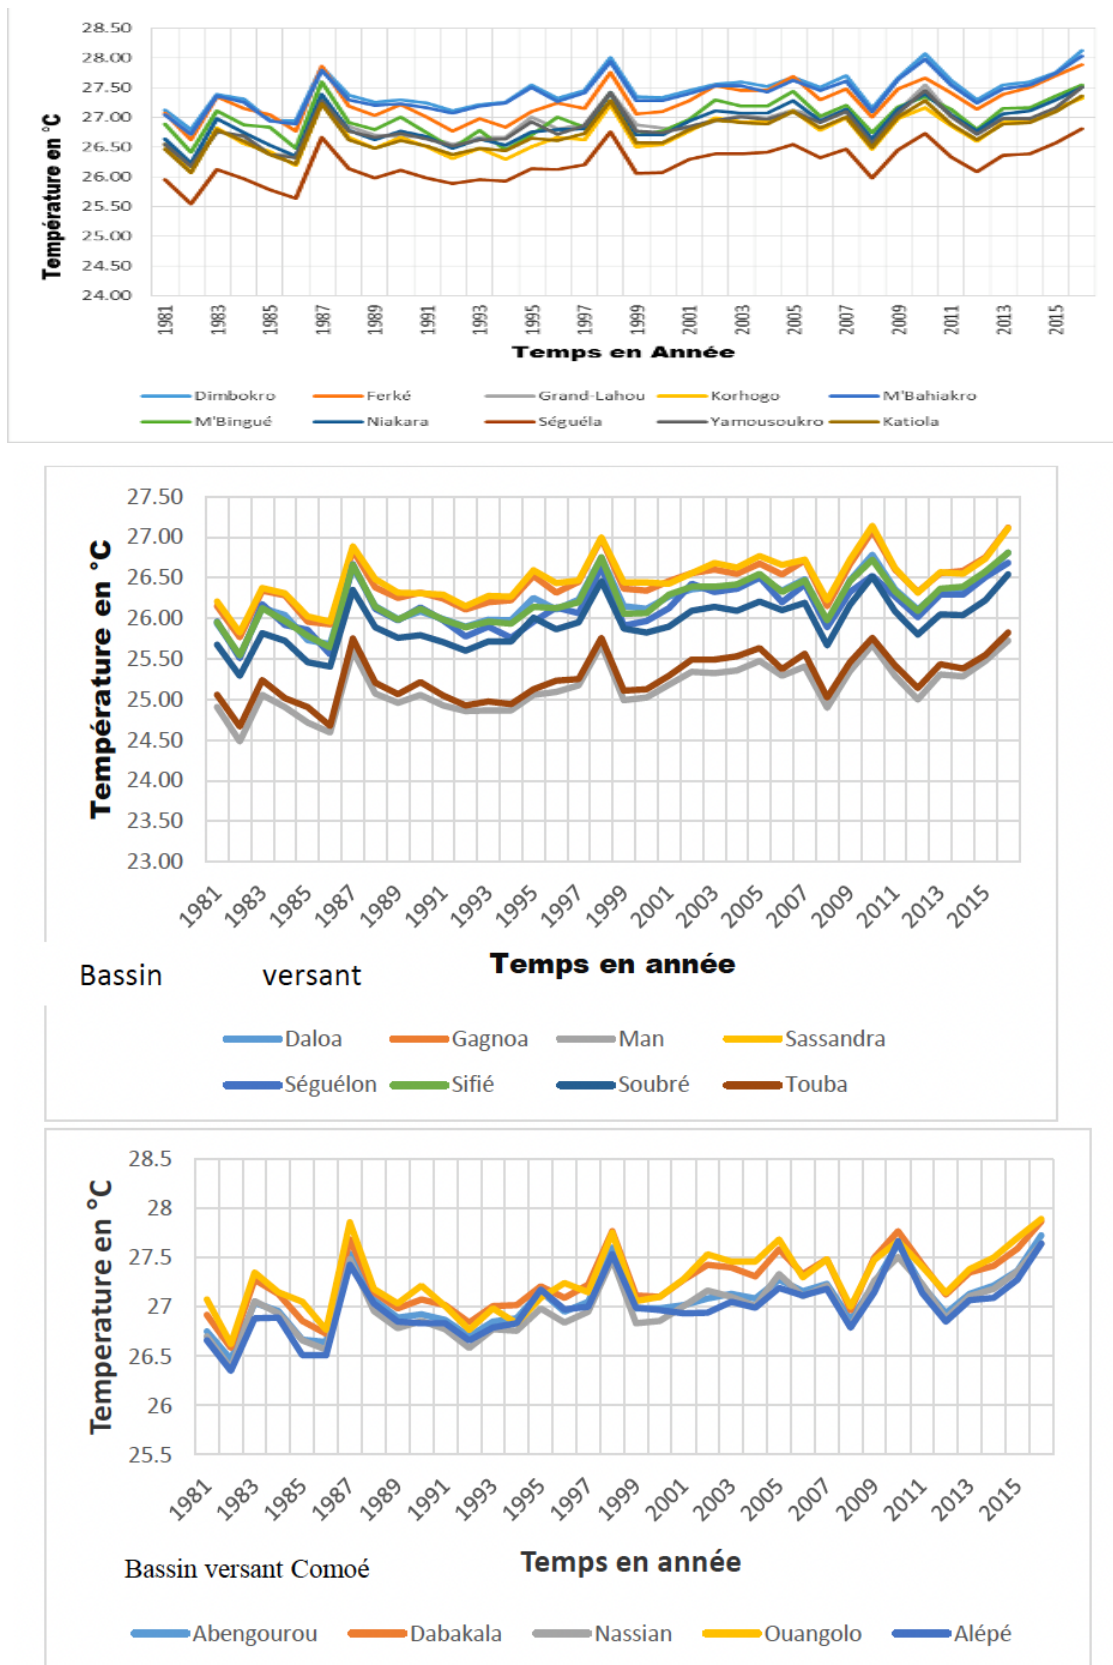 28.50
28.00
27.50
27.00
26.50
26.00
25.50
25.00
24.50
24.00
Température en °C
1981 1983 1985 1987 1989 1991 1993 1995 1997 1999 2001 2003 2005 2007 2009 2011 2013 2015
Temps en Année
Dimbokro Ferké Grand-Lahou Korhogo M'Bahiakro
M'Bingué Niakara Séguéla Yamousoukro Katiola
27.50
27.00
26.50
26.00
25.50
25.00
24.50
24.00
23.50
23.00
Température en °C
1981 1983 1985 1987 1989 1991 1993 1995 1997 1999 2001 2003 2005 2007 2009 2011 2013 2015
Temps en année
Bassin versant
Daloa Gagnoa Man Sassandra
Séguélon Sifié Soubré Touba
28.5
28
27.5
27
26.5
26
25.5
Temperature en °C
1981 1983 1985 1987 1989 1991 1993 1995 1997 1999 2001 2003 2005 2007 2009 2011 2013 2015
Temps en année
Bassin versant Comoé
Abengourou Dabakala Nassian Ouangolo Alépé